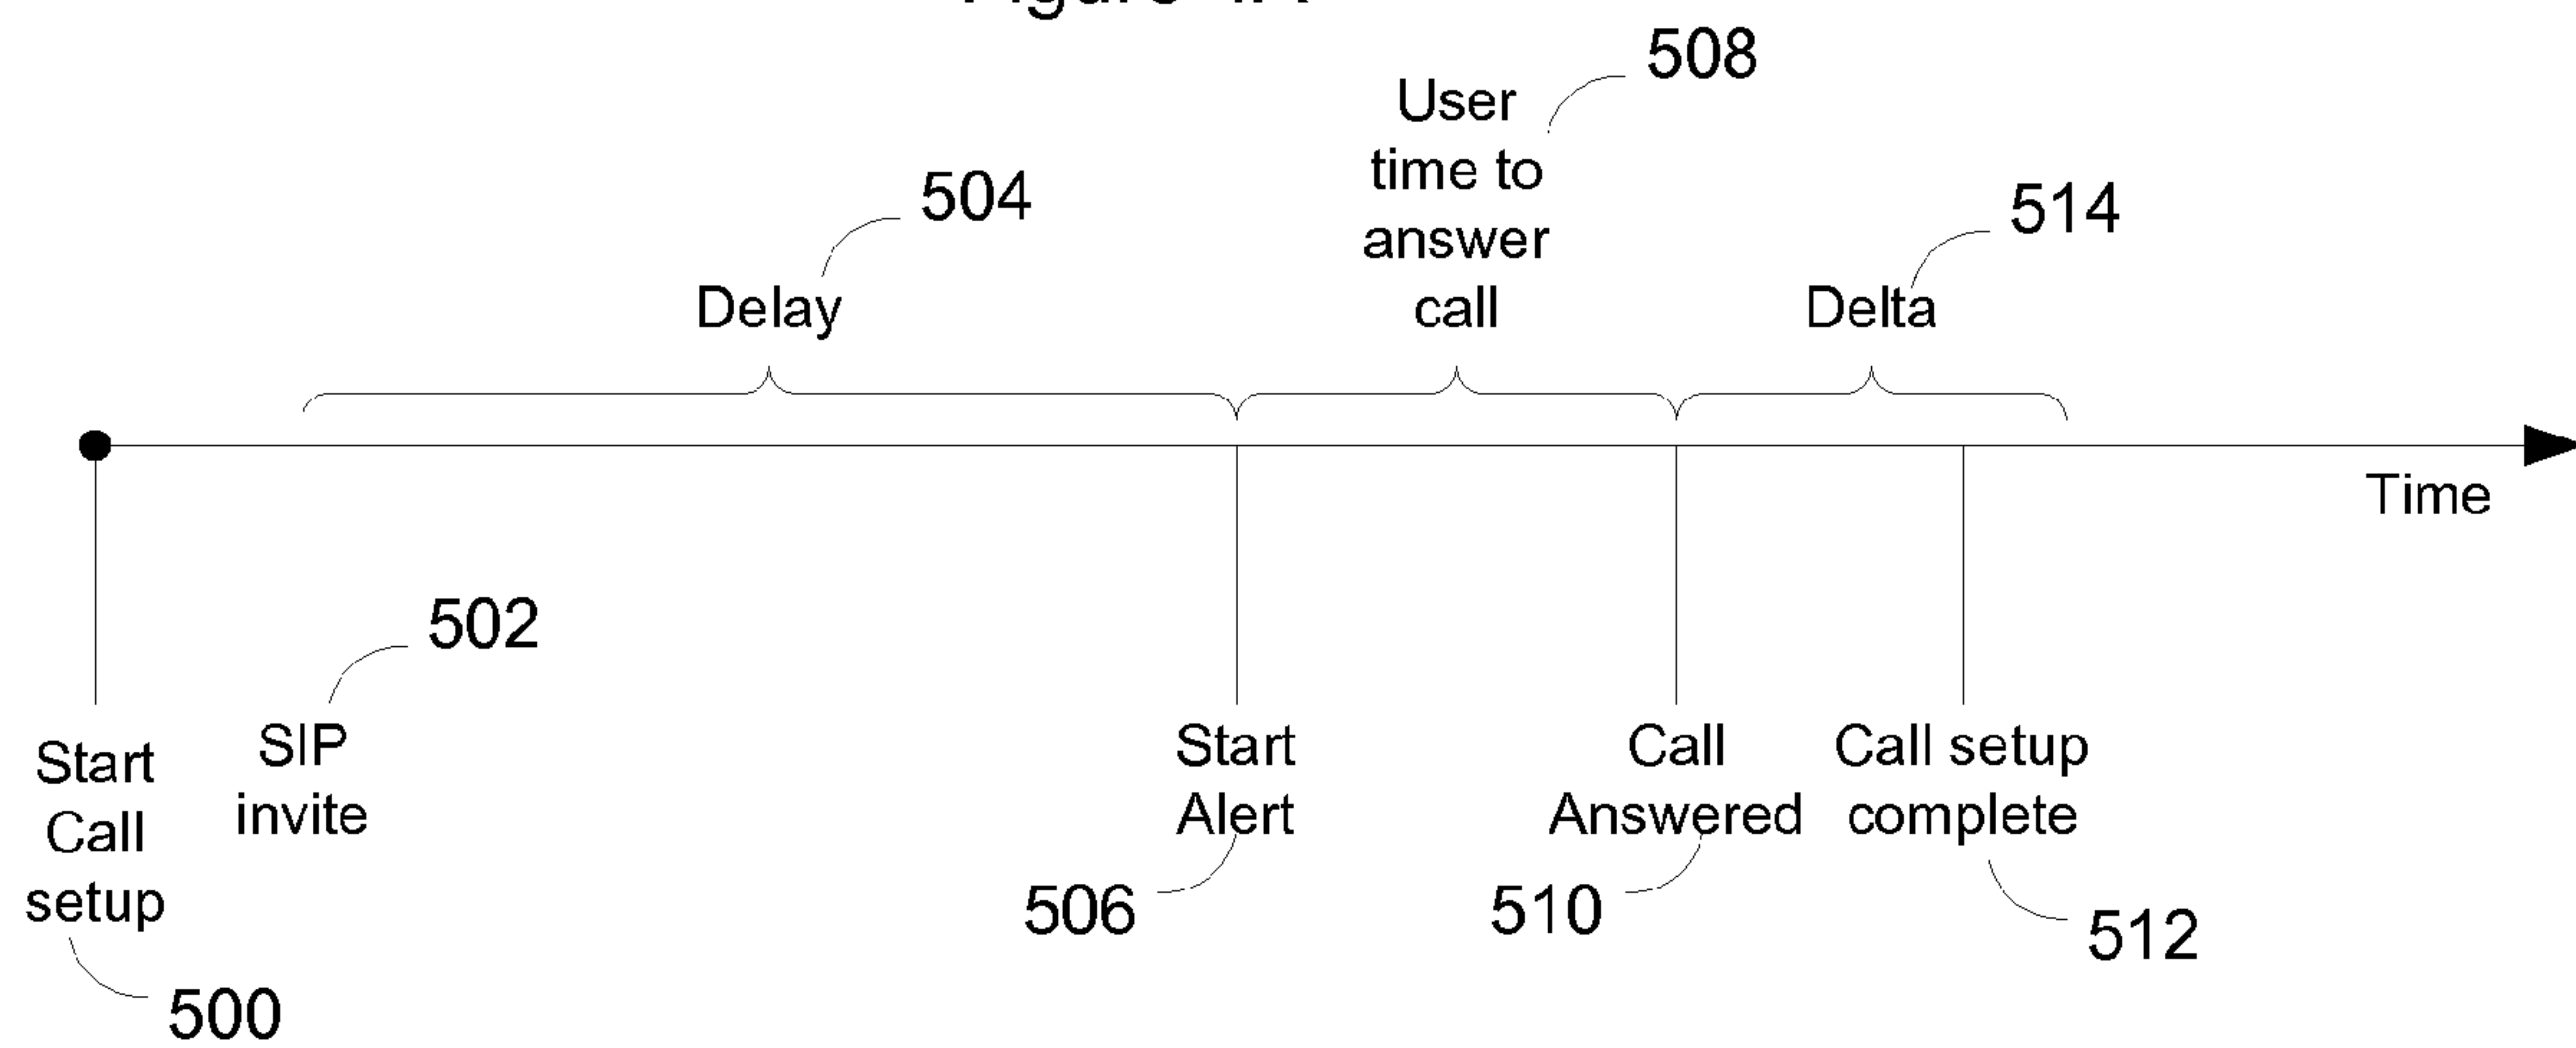 508
User
time to
answer
call
504
Delay
514
Delta
Time
502
SIP
invite
Start
Call
setup
500
Start
Alert
506
Call
Answered
510
Call setup
complete
512